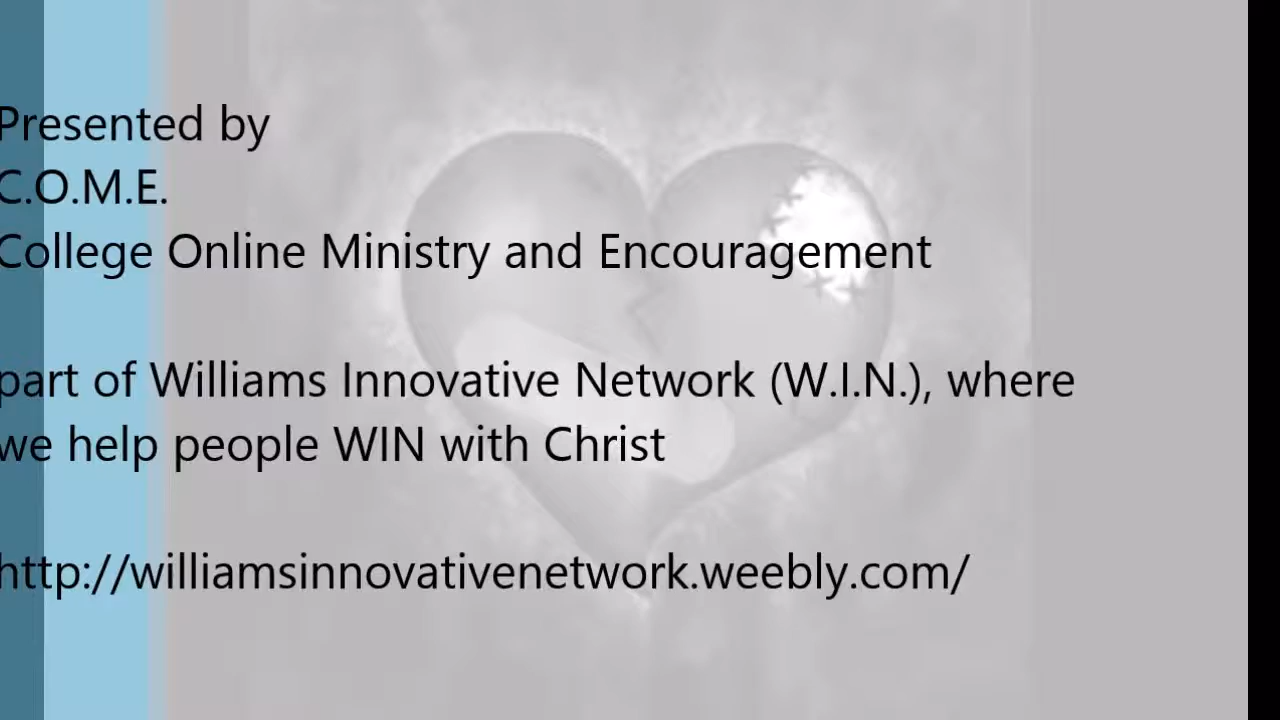 Presented by
C.O.M.E.
College Online Ministry and Encouragement
part of Williams Innovative Network (W.I.N.), where
we help people WIN with Christ
http://williamsinnovativenetwork.weebly.com/